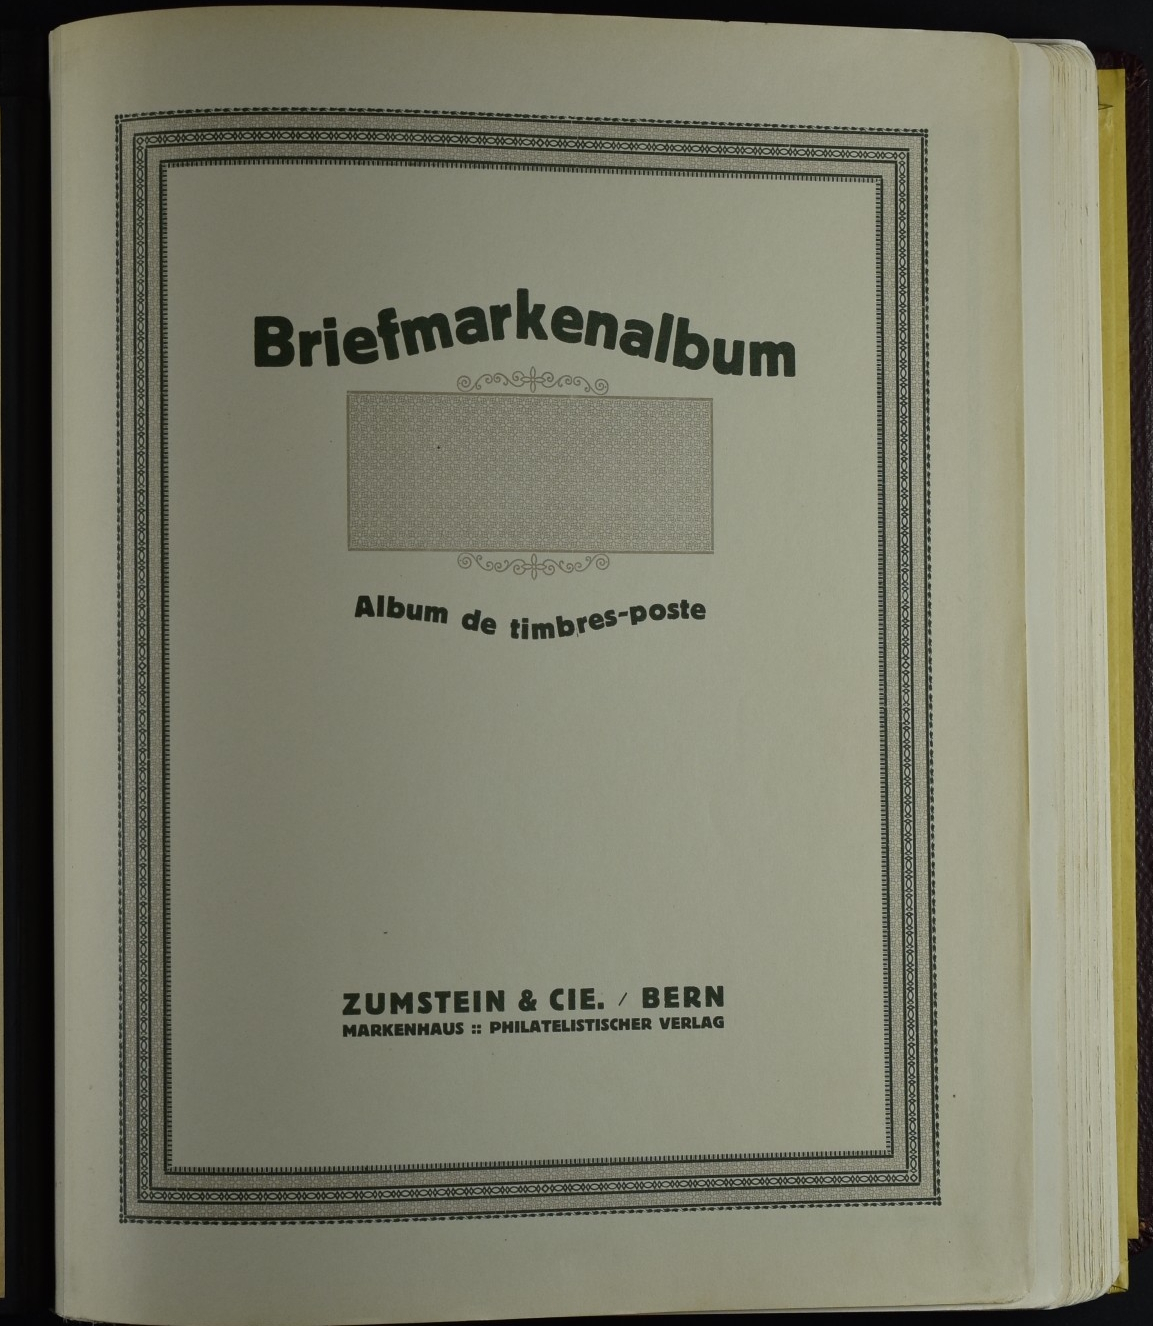 Briefmarkenalbum
Album de timbres-poste
ZUMSTEIN & CIE. / BERN
MARKENHAUS :: PHILATELISTISCHER VERLAG